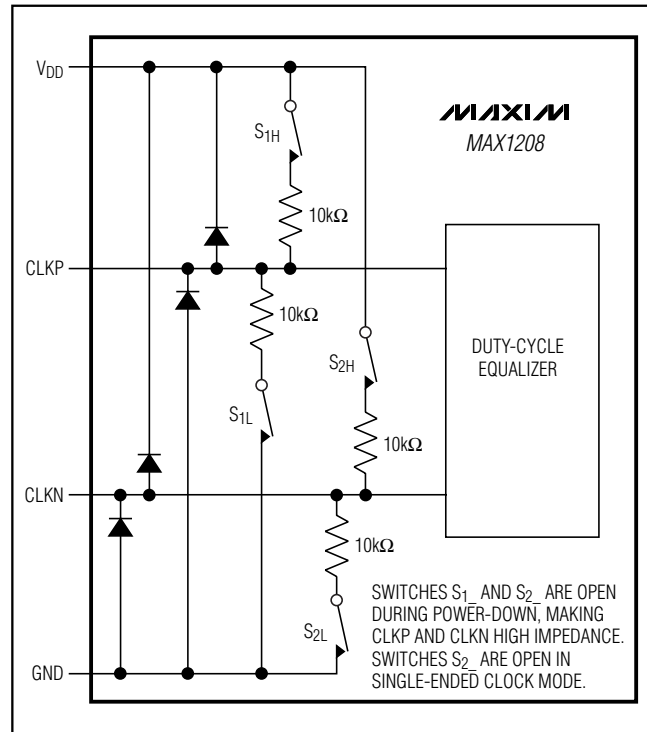 V_DD
MAXIM
MAX1208
S_1H
10kΩ
CLKP
10kΩ
S_2H
DUTY-CYCLE
EQUALIZER
S_1L
10kΩ
CLKN
10kΩ
SWITCHES S_1_ AND S_2_ ARE OPEN
DURING POWER-DOWN, MAKING
CLKP AND CLKN HIGH IMPEDANCE.
SWITCHES S_2_ ARE OPEN IN
SINGLE-ENDED CLOCK MODE.
S_2L
GND